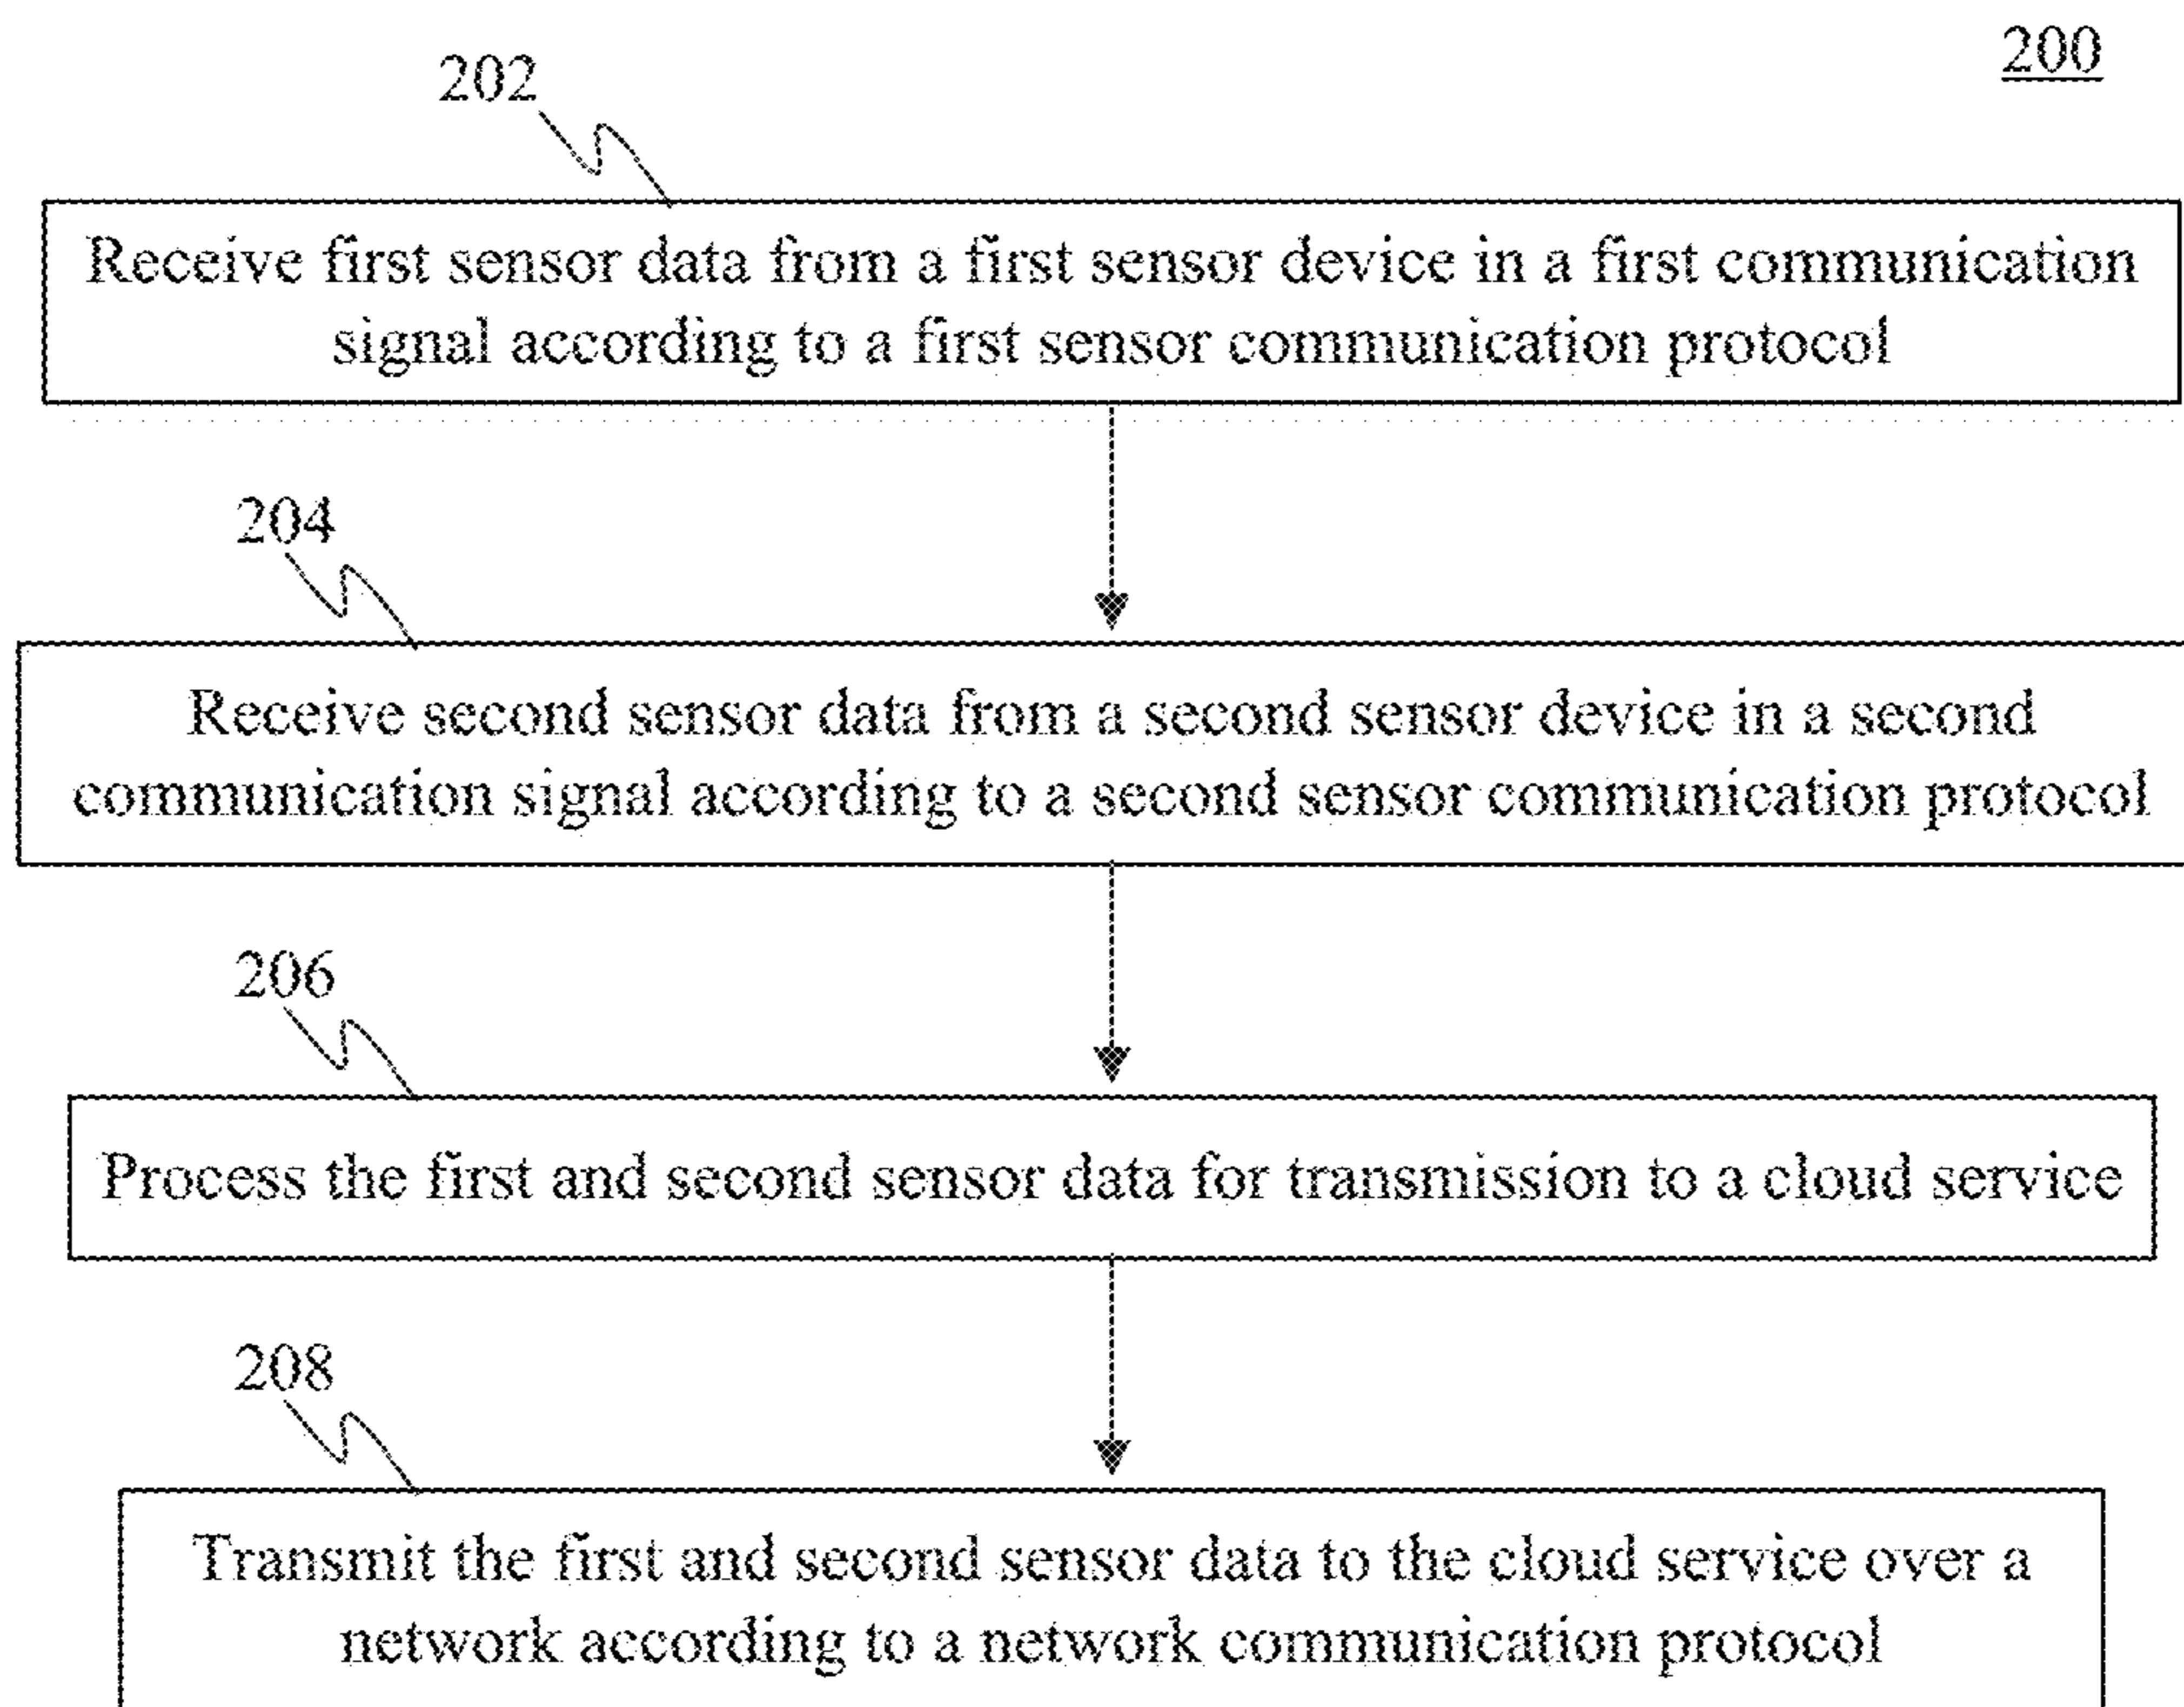 200
202
Receive first sensor data from a first sensor device in a first communication
signal according to a first sensor communication protocol
204
Receive second sensor data from a second sensor device in a second
communication signal according to a second sensor communication protocol
206
Process the first and second sensor data for transmission to a cloud service
208
Transmit the first and second sensor data to the cloud service over a
network according to a network communication protocol